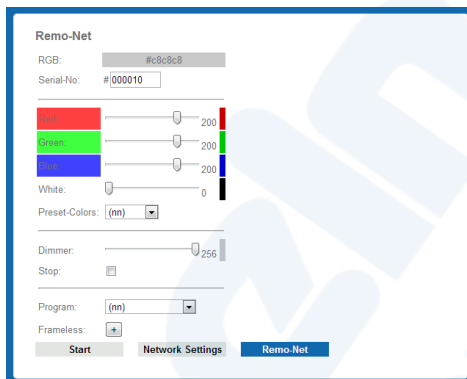 Remo-Net
RGB: #c8c8c8
Serial-No: # 000010
Red: 200
Green: 200
Blue: 200
White: 0
Preset-Colors: (nn)
Dimmer: 256
Stop:
Program: (nn)
Frameless: +
Start Network Settings Remo-Net